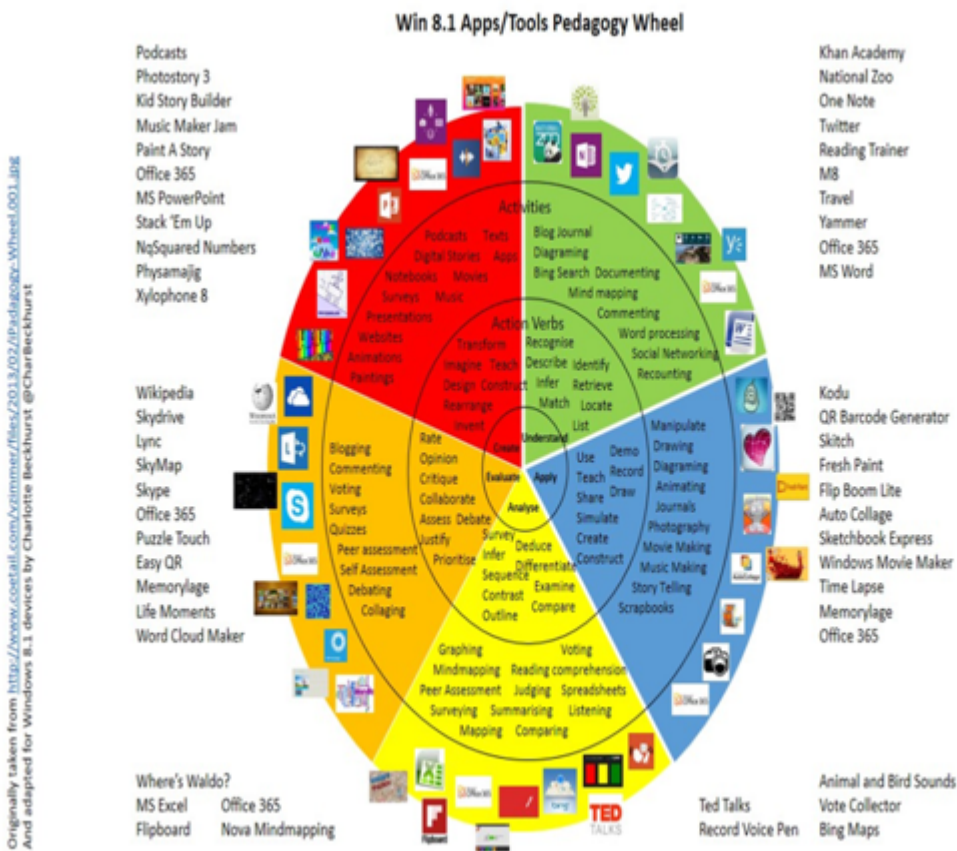 Win 8.1 Apps/Tools Pedagogy Wheel
Podcasts
Photostory 3
Kid Story Builder
Music Maker Jam
Paint A Story
Office 365
MS PowerPoint
Stack 'Em Up
NqSquared Numbers
Physamajig
Xylophone 8
Khan Academy
National Zoo
One Note
Twitter
Reading Trainer
M8
Travel
Yammer
Office 365
MS Word
Wikipedia
Skydrive
Lync
SkyMap
Skype
Office 365
Puzzle Touch
Easy QR
Memorylage
Life Moments
Word Cloud Maker
Kodu
QR Barcode Generator
Skitch
Fresh Paint
Flip Boom Lite
Auto Collage
Sketchbook Express
Windows Movie Maker
Time Lapse
Memorylage
Office 365
Where's Waldo?
MS Excel Office 365
Flipboard Nova Mindmapping
Animal and Bird Sounds
Ted Talks Vote Collector
Record Voice Pen Bing Maps
Activities
Podcasts Texts
Digital Stories Apps
Notebooks Movies
Surveys Music
Presentations
Websites
Animations
Paintings
Blog Journal
Diagraming
Bing Search Documenting
Mind mapping
Commenting
Word processing
Social Networking
Recounting
Action Verbs
Transform
Imagine Teach
Design Construct
Rearrange
Invent
Recognise
Describe Identify
Infer Retrieve
Match Locate
List
Create
Understand
Evaluate
Apply
Analyse
Blogging
Commenting
Voting
Surveys
Quizzes
Peer assessment
Self Assessment
Debating
Collaging
Rate
Opinion
Critique
Collaborate
Assess Debate
Justify
Prioritise
Use Demo
Teach Record
Share Draw
Simulate
Create
Construct
Manipulate
Drawing
Diagraming
Animating
Journals
Photography
Movie Making
Music Making
Story Telling
Scrapbooks
Survey Deduce
Infer Differentiate
Sequence Examine
Contrast Compare
Outline
Graphing Voting
Mindmapping Reading comprehension
Peer Assessment Judging Spreadsheets
Surveying Summarising Listening
Mapping Comparing
TED
TALKS
Flipboard
Originally taken from http://www.coetail.com/vzimmer/files/2013/02/iPadagogy-Wheel.001.jpg
And adapted for Windows 8.1 devices by Charlotte Beckhurst @CharBeckhurst